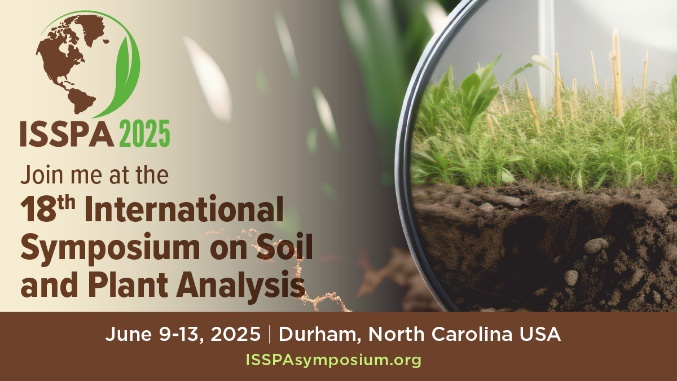 ISSPA 2025
Join me at the
18th International
Symposium on Soil
and Plant Analysis
June 9-13, 2025 | Durham, North Carolina USA
ISSPAsymposium.org